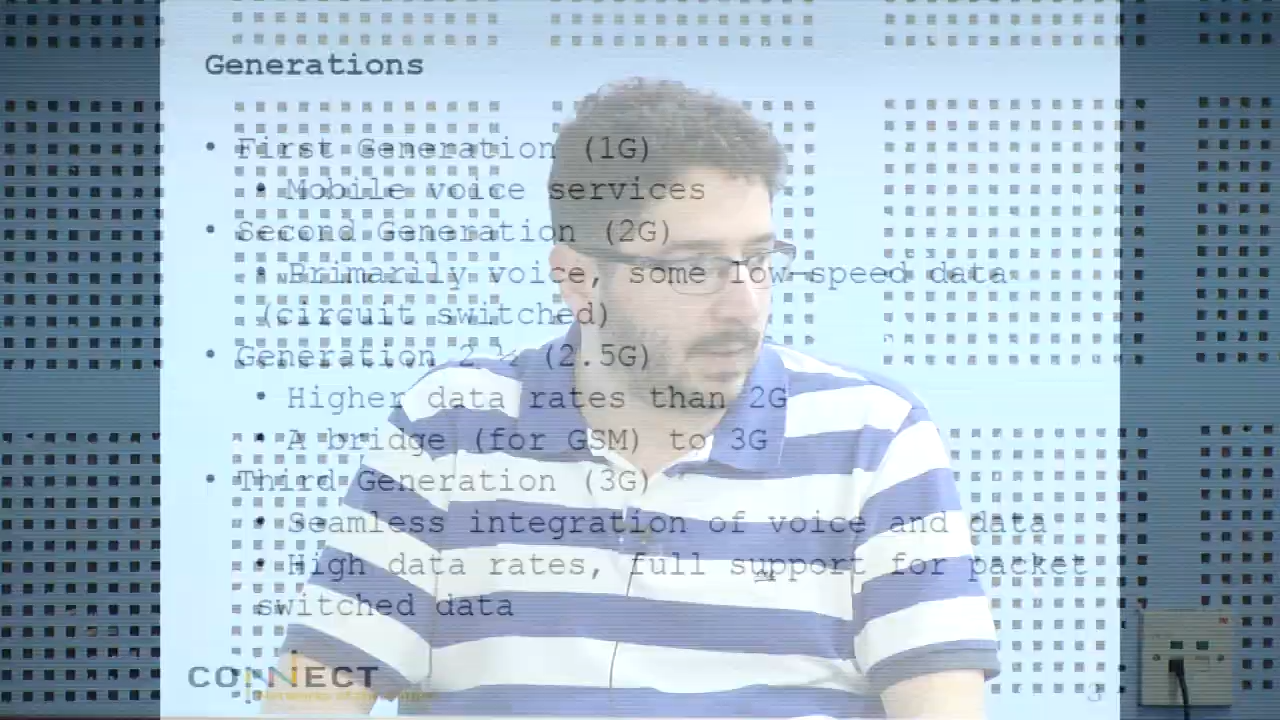 Generations
• First Generation (1G)
• Mobile voice services
• Second Generation (2G)
• Primarily voice, some low-speed data
(circuit switched)
• Generation 2 ½ (2.5G)
• Higher data rates than 2G
• A bridge (for GSM) to 3G
• Third Generation (3G)
• Seamless integration of voice and data
• High data rates, full support for packet
switched data
CONNECT
3